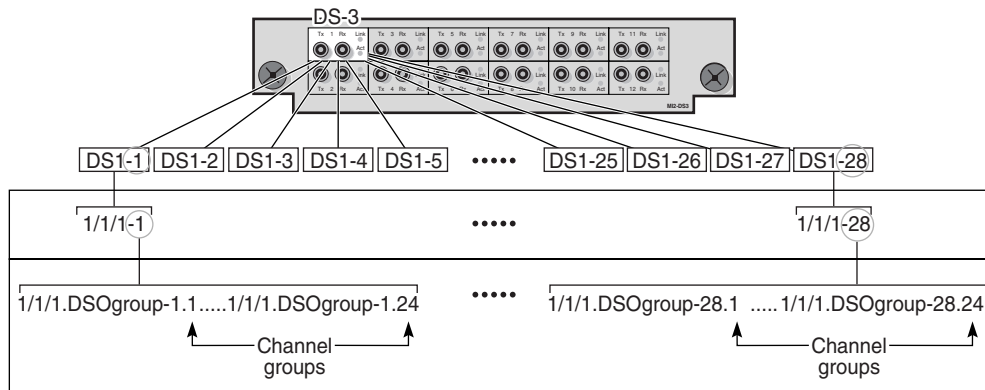 DS-3
Tx 1 Rx Link Tx 3 Rx Link Tx 5 Rx Link Tx 7 Rx Link Tx 9 Rx Link Tx 11 Rx Link
Act Act Act Act Act Act
Link Link Link Link Link
Tx 2 Rx Act Tx 4 Rx Act Tx Act Tx Act Tx 10 Rx Act Tx 12 Rx Act
MI2-DS3
DS1-1 DS1-2 DS1-3 DS1-4 DS1-5 ••••• DS1-25 DS1-26 DS1-27 DS1-28
1/1/1-1 ••••• 1/1/1-28
1/1/1.DSOgroup-1.1.....1/1/1.DSOgroup-1.24 ••••• 1/1/1.DSOgroup-28.1 .....1/1/1.DSOgroup-28.24
Channel groups
Channel groups